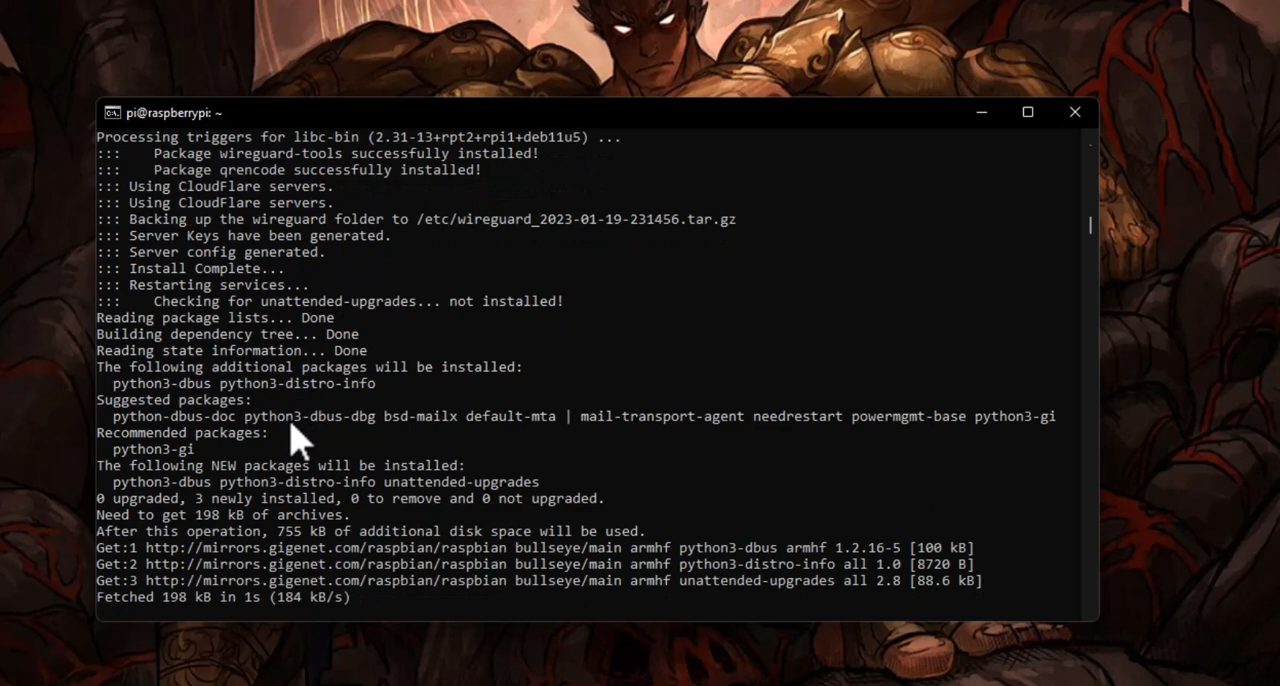 pi@raspberrypi: ~
Processing triggers for libc-bin (2.31-13+rpt2+rpi1+deb11u5) ...
:::    Package wireguard-tools successfully installed!
:::    Package qrencode successfully installed!
::: Using CloudFlare servers.
::: Using CloudFlare servers.
::: Backing up the wireguard folder to /etc/wireguard_2023-01-19-231456.tar.gz
::: Server Keys have been generated.
::: Server config generated.
::: Install Complete...
::: Restarting services...
:::    Checking for unattended-upgrades... not installed!
Reading package lists... Done
Building dependency tree... Done
Reading state information... Done
The following additional packages will be installed:
  python3-dbus python3-distro-info
Suggested packages:
  python-dbus-doc python3-dbus-dbg bsd-mailx default-mta | mail-transport-agent needrestart powermgmt-base python3-gi
Recommended packages:
  python3-gi
The following NEW packages will be installed:
  python3-dbus python3-distro-info unattended-upgrades
0 upgraded, 3 newly installed, 0 to remove and 0 not upgraded.
Need to get 198 kB of archives.
After this operation, 755 kB of additional disk space will be used.
Get:1 http://mirrors.gigenet.com/raspbian/raspbian bullseye/main armhf python3-dbus armhf 1.2.16-5 [100 kB]
Get:2 http://mirrors.gigenet.com/raspbian/raspbian bullseye/main armhf python3-distro-info all 1.0 [8720 B]
Get:3 http://mirrors.gigenet.com/raspbian/raspbian bullseye/main armhf unattended-upgrades all 2.8 [88.6 kB]
Fetched 198 kB in 1s (184 kB/s)